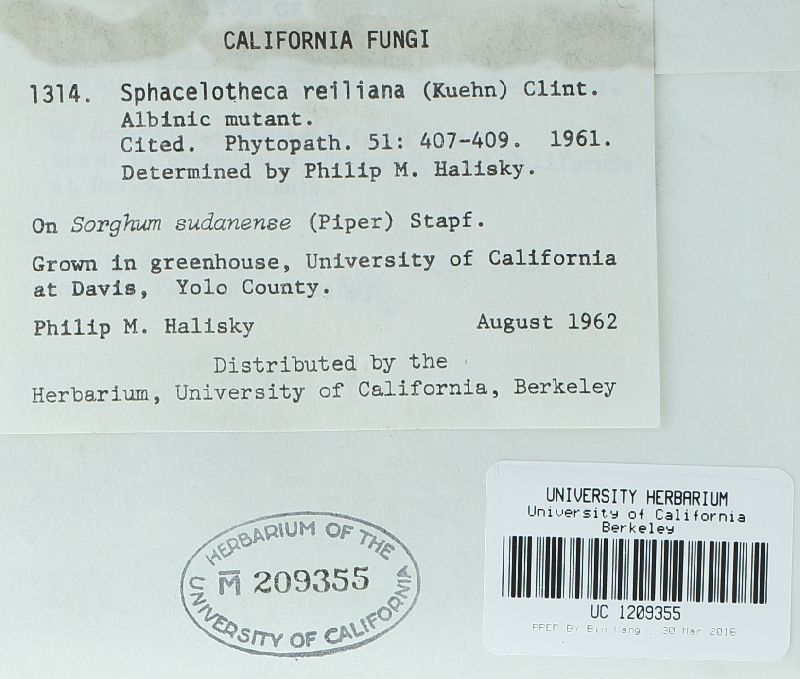 CALIFORNIA FUNGI
1314. Sphacelotheca reiliana (Kuehn) Clint.
Albinic mutant.
Cited. Phytopath. 51: 407-409. 1961.
Determined by Philip M. Halisky.
On Sorghum sudanense (Piper) Stapf.
Grown in greenhouse, University of California
at Davis, Yolo County.
Philip M. Halisky August 1962
Distributed by the
Herbarium, University of California, Berkeley
HERBARIUM OF THE
M 209355
UNIVERSITY OF CALIFORNIA
UNIVERSITY HERBARIUM
University of California
Berkeley
UC 1209355
PREP BY Bin Wang . 30 Mar 2016